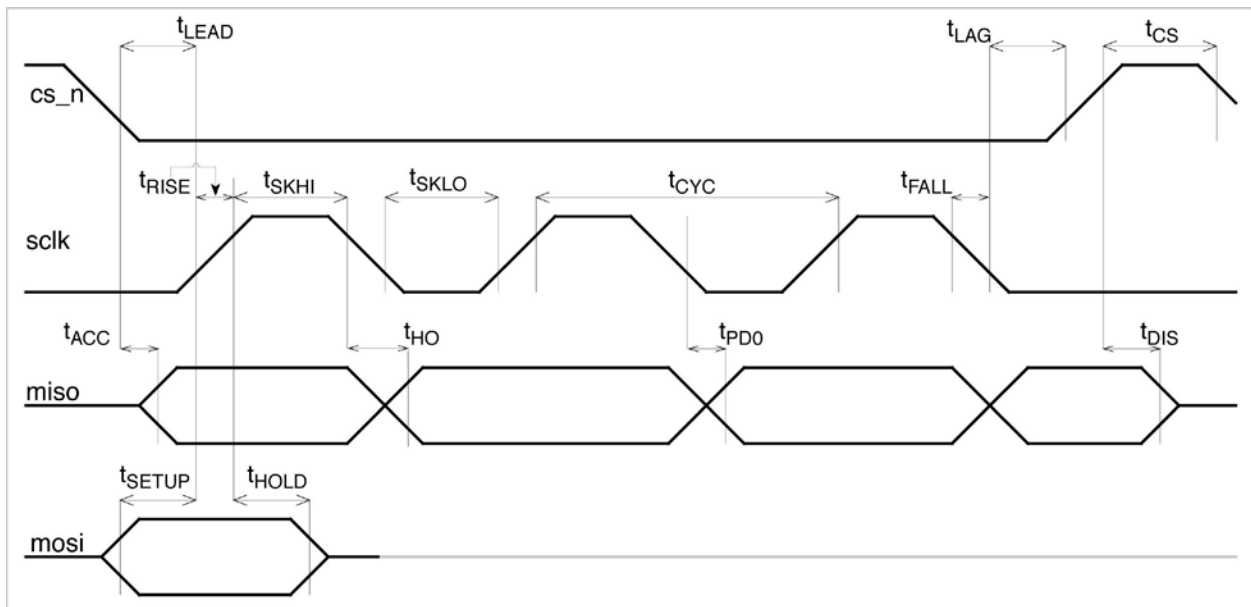 tLEAD
tLAG
tCS
cs_n
tRISE
tSKHI
tSKLO
tCYC
tFALL
sclk
tACC
tHO
tPD0
tDIS
miso
tSETUP
tHOLD
mosi